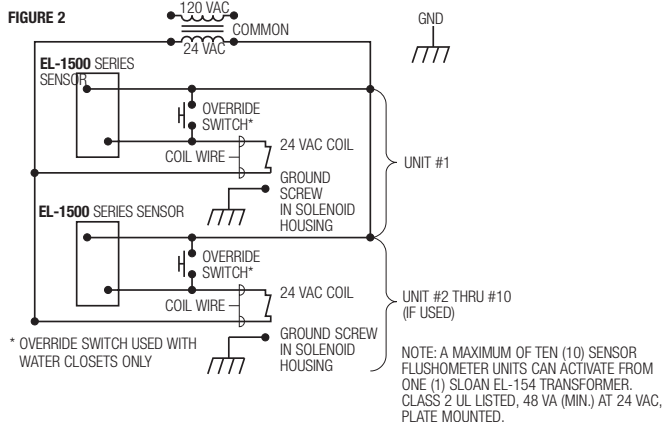 FIGURE 2
120 VAC
COMMON
24 VAC
GND
EL-1500 SERIES
SENSOR
OVERRIDE
SWITCH*
COIL WIRE
24 VAC COIL
GROUND
SCREW
IN SOLENOID
HOUSING
UNIT #1
EL-1500 SERIES SENSOR
OVERRIDE
SWITCH*
COIL WIRE
24 VAC COIL
GROUND SCREW
IN SOLENOID
HOUSING
UNIT #2 THRU #10
(IF USED)
* OVERRIDE SWITCH USED WITH
WATER CLOSETS ONLY
NOTE: A MAXIMUM OF TEN (10) SENSOR
FLUSHOMETER UNITS CAN ACTIVATE FROM
ONE (1) SLOAN EL-154 TRANSFORMER.
CLASS 2 UL LISTED, 48 VA (MIN.) AT 24 VAC,
PLATE MOUNTED.